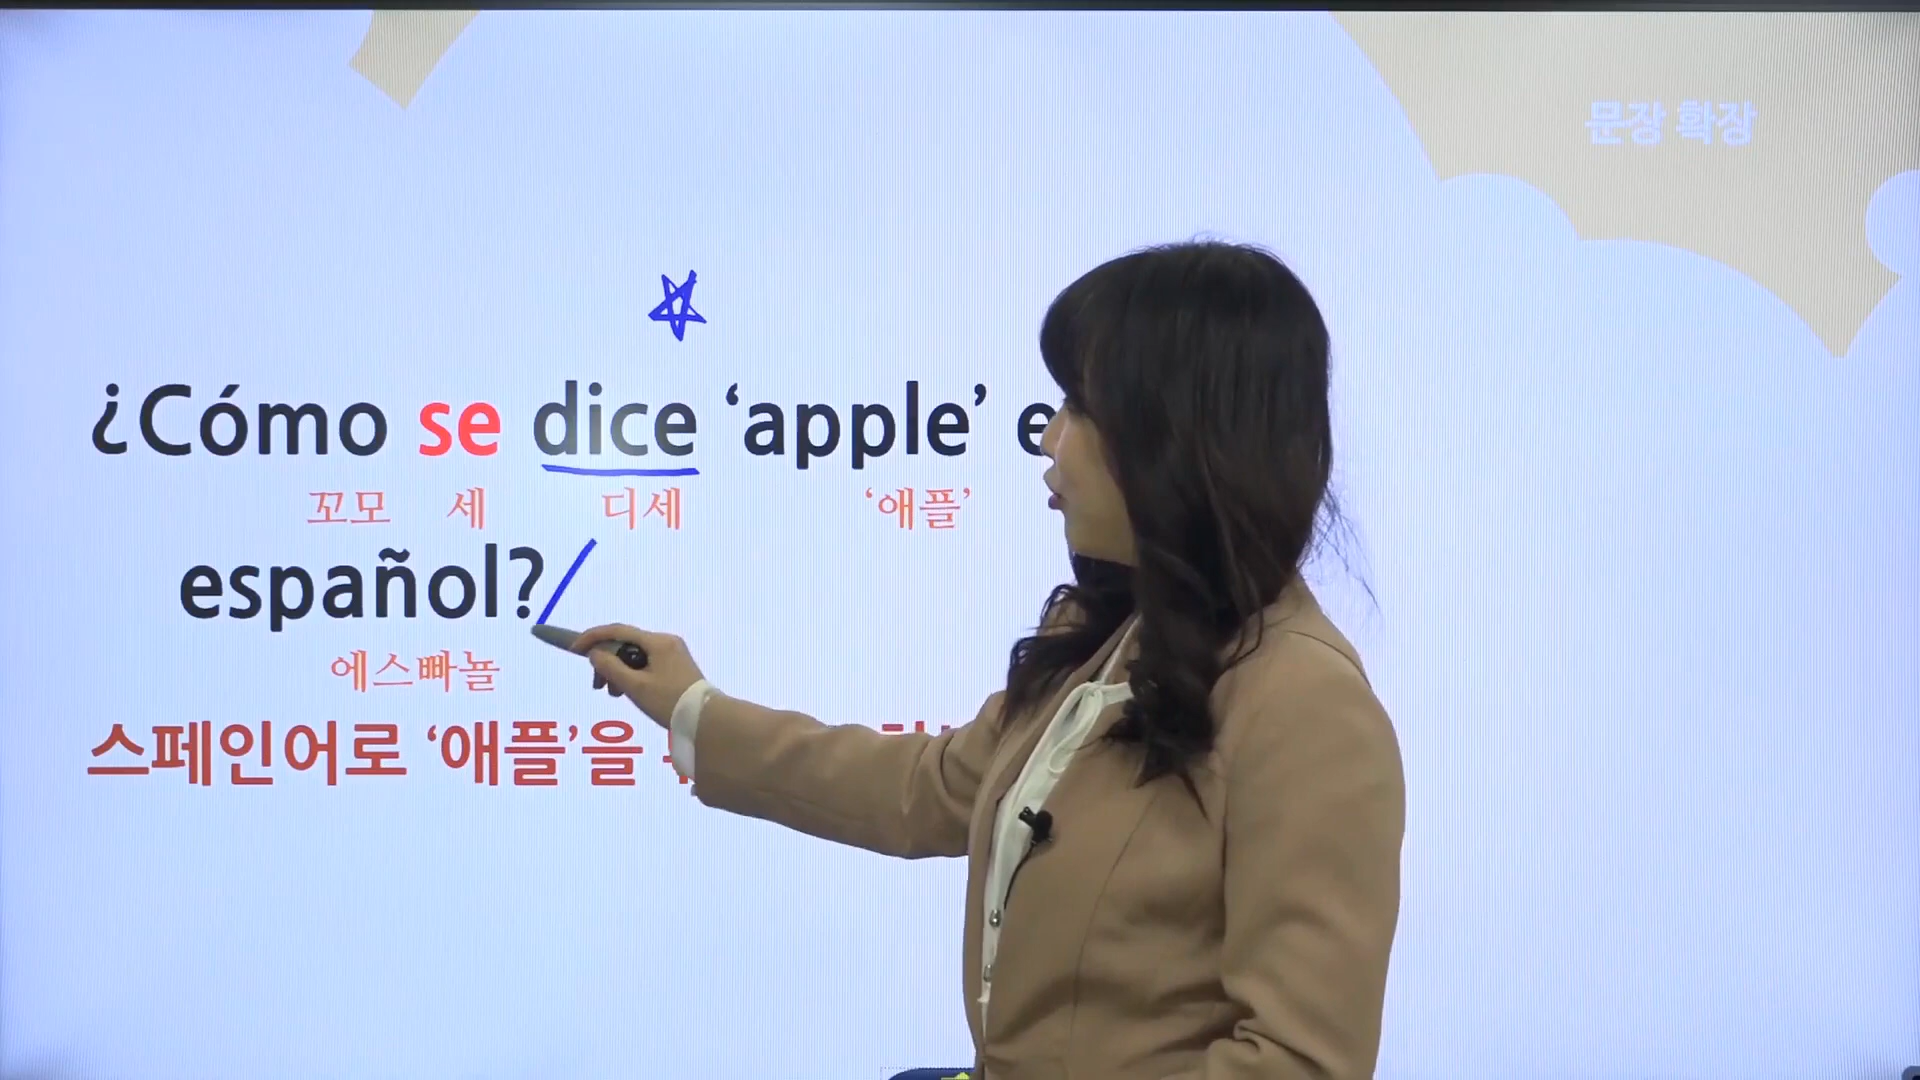 문장 확장
¿Cómo se dice ‘apple’ e
꼬모 세 디세 ‘애플’
español?
에스빠뇰
스페인어로 ‘애플’을